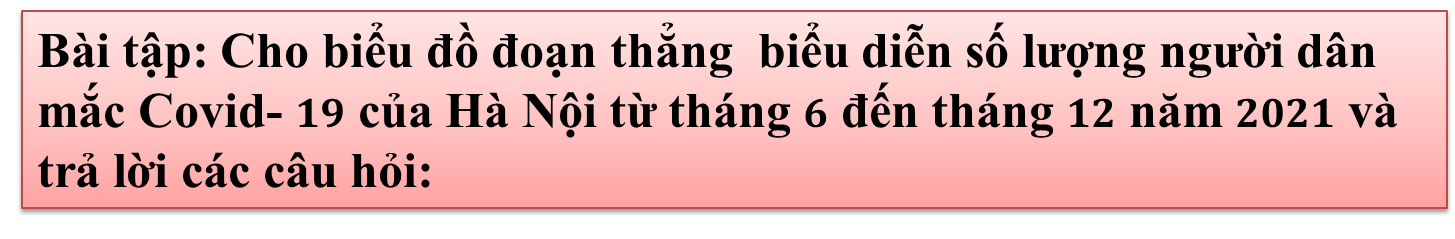 Bài tập: Cho biểu đồ đoạn thẳng biểu diễn số lượng người dân
mắc Covid- 19 của Hà Nội từ tháng 6 đến tháng 12 năm 2021 và
trả lời các câu hỏi: